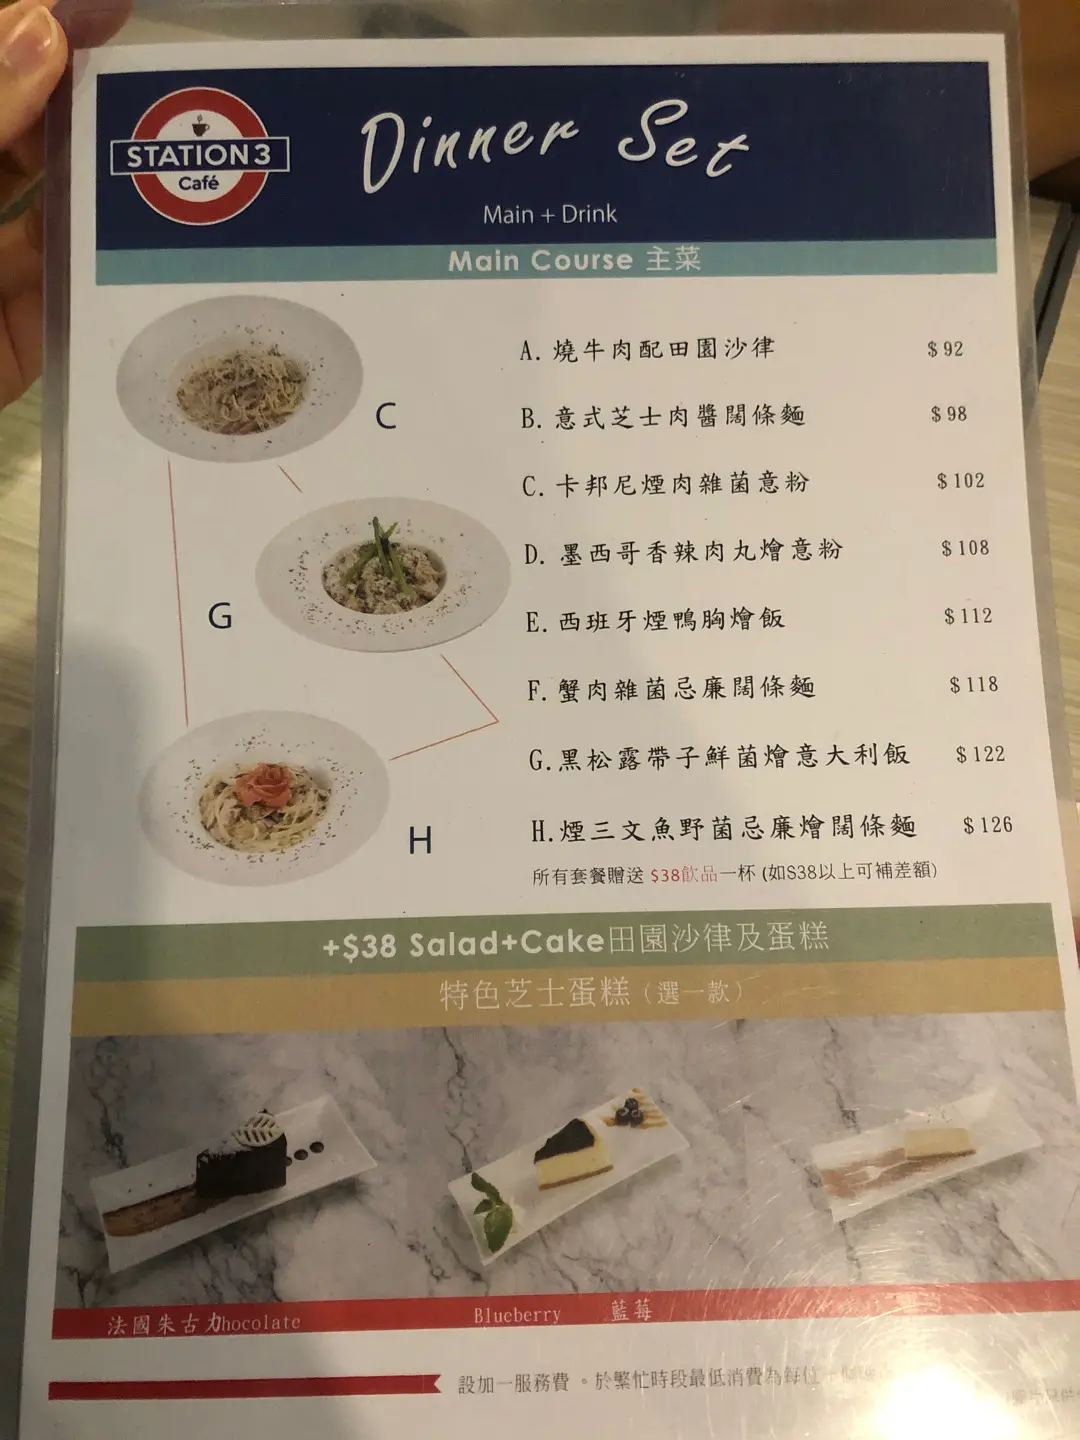 STATION 3
Café
Dinner Set
Main + Drink
Main Course 主菜
A. 燒牛肉配田園沙律 $92
B. 意式芝士肉醬闊條麵 $98
C. 卡邦尼煙肉雜菌意粉 $102
D. 墨西哥香辣肉丸燴意粉 $108
E. 西班牙煙鴨胸燴飯 $112
F. 蟹肉雜菌忌廉闊條麵 $118
G. 黑松露帶子鮮菌燴意大利飯 $122
H. 煙三文魚野菌忌廉燴闊條麵 $126
C
G
H
所有套餐贈送 $38飲品一杯 (如$38以上可補差額)
+$38 Salad+Cake田園沙律及蛋糕
特色芝士蛋糕（選一款）
法國朱古力hocolate
Blueberry 藍莓
設加一服務費 。於繁忙時段最低消費為每位